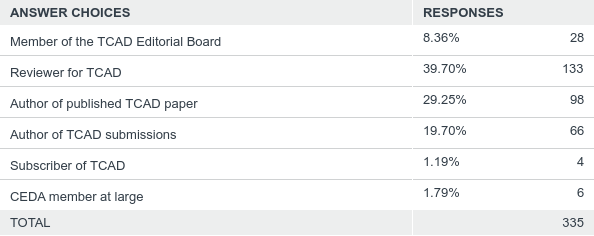 ANSWER CHOICES RESPONSES
Member of the TCAD Editorial Board 8.36% 28
Reviewer for TCAD 39.70% 133
Author of published TCAD paper 29.25% 98
Author of TCAD submissions 19.70% 66
Subscriber of TCAD 1.19% 4
CEDA member at large 1.79% 6
TOTAL 335